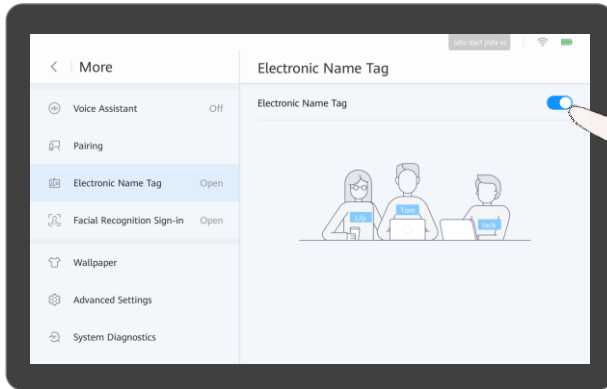 More
Electronic Name Tag
Voice Assistant Off
Electronic Name Tag
Pairing
Electronic Name Tag Open
Facial Recognition Sign-in Open
Wallpaper
Advanced Settings
System Diagnostics
Lily
Tom
Jack